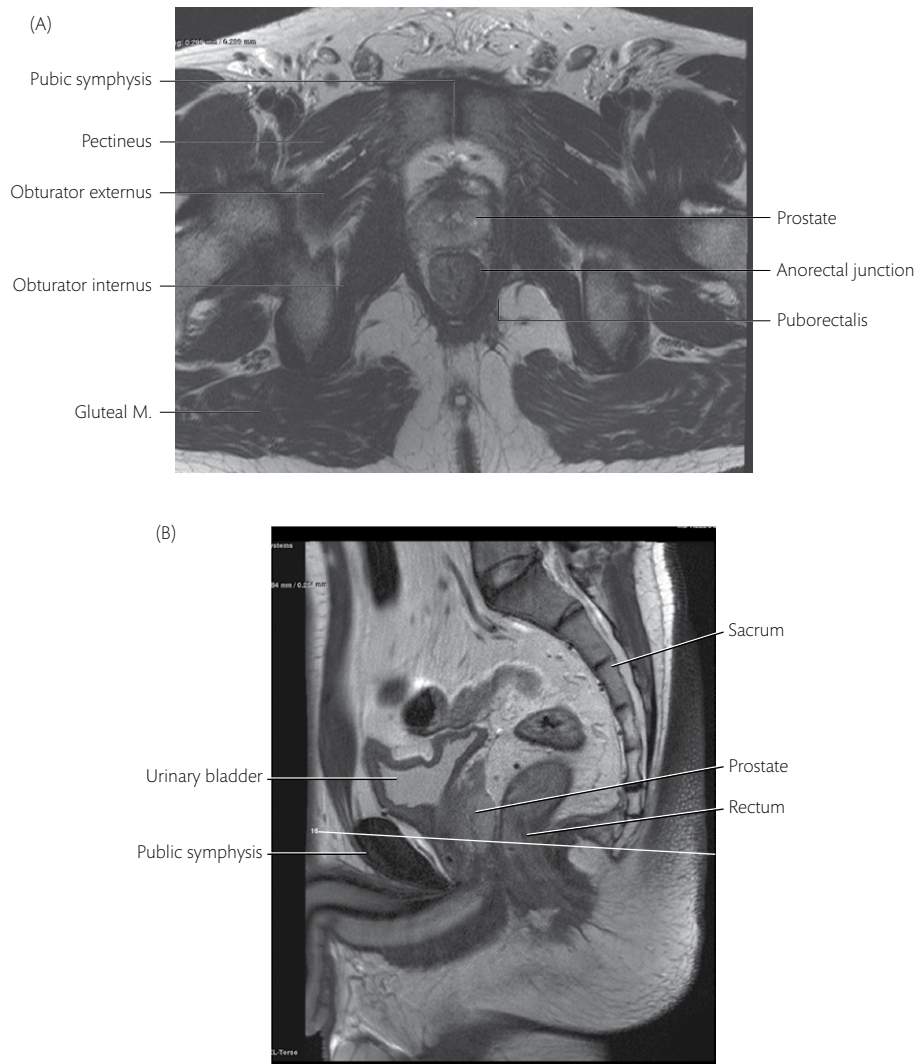 (A)
Pubic symphysis
Pectineus
Obturator externus
Obturator internus
Gluteal M.
Prostate
Anorectal junction
Puborectalis
(B)
Urinary bladder
Public symphysis
Sacrum
Prostate
Rectum
16